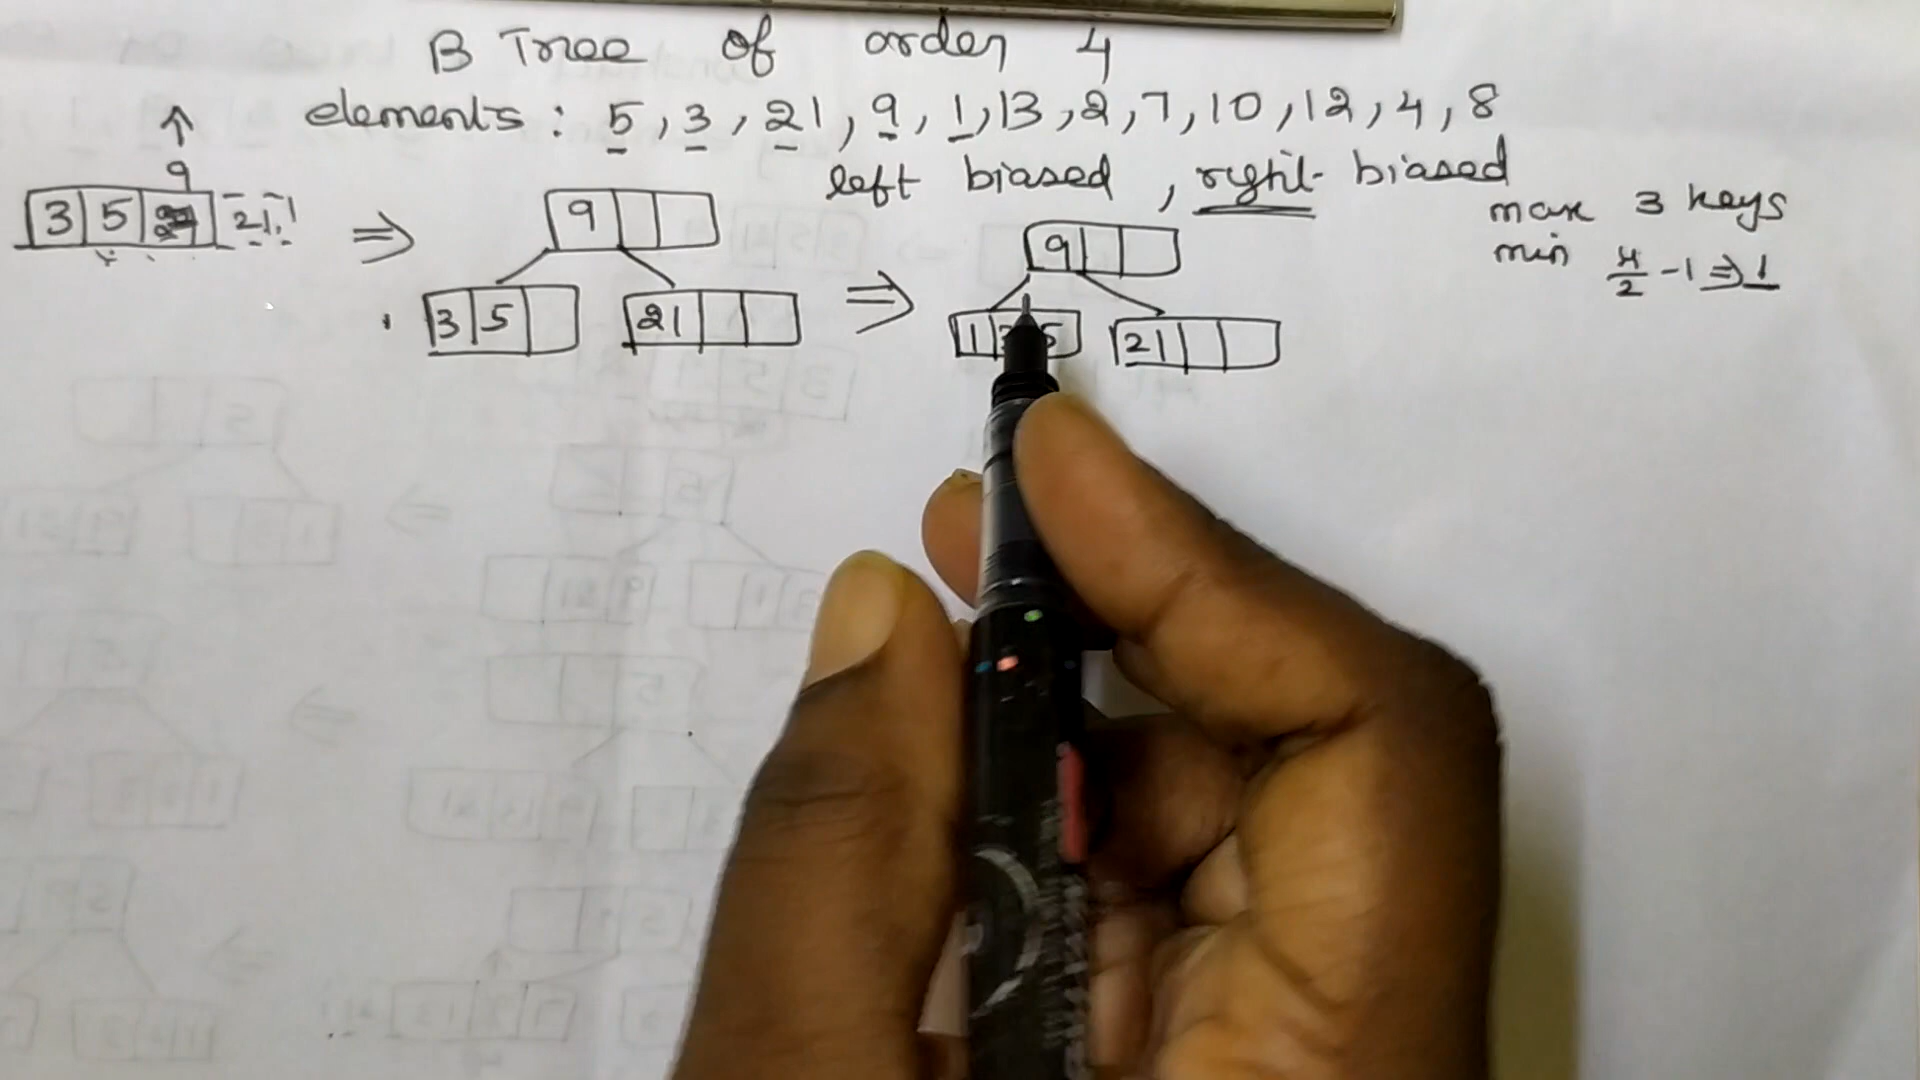 B Tree of order 4
elements : 5, 3, 21, 9, 1, 13, 2, 7, 10, 12, 4, 8
left biased , right biased
max 3 keys
min 4/2 -1 ⇒ 1
↑
9
3 5 21
⇒
9
3 5 21
⇒
9
1 5 21